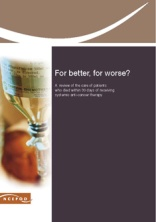 For better, for worse?
A review of the care of patients
who died within 30 days of receiving
systemic anti-cancer therapy
NCEPOD